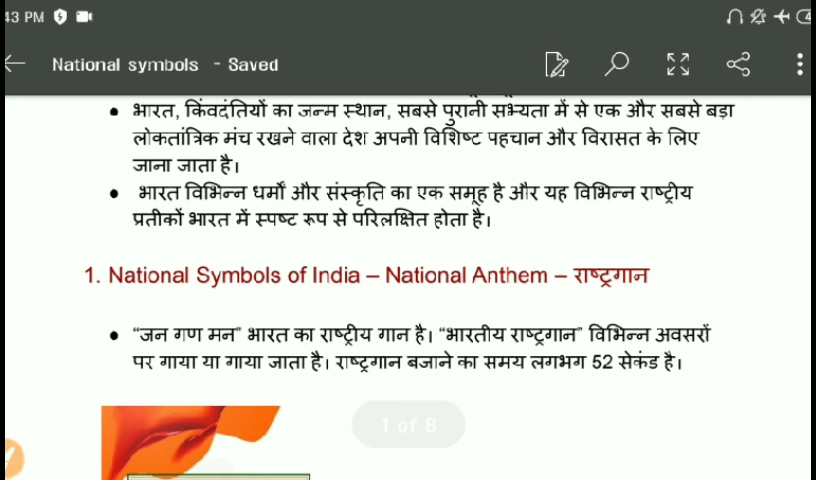 43 PM
National symbols - Saved
• भारत, किंवदंतियों का जन्म स्थान, सबसे पुरानी सभ्यता में से एक और सबसे बड़ा
लोकतांत्रिक मंच रखने वाला देश अपनी विशिष्ट पहचान और विरासत के लिए
जाना जाता है।
• भारत विभिन्न धर्मों और संस्कृति का एक समूह है और यह विभिन्न राष्ट्रीय
प्रतीकों भारत में स्पष्ट रूप से परिलक्षित होता है।
1. National Symbols of India – National Anthem – राष्ट्रगान
• “जन गण मन” भारत का राष्ट्रीय गान है। “भारतीय राष्ट्रगान” विभिन्न अवसरों
पर गाया या गाया जाता है। राष्ट्रगान बजाने का समय लगभग 52 सेकंड है।
1 of 8